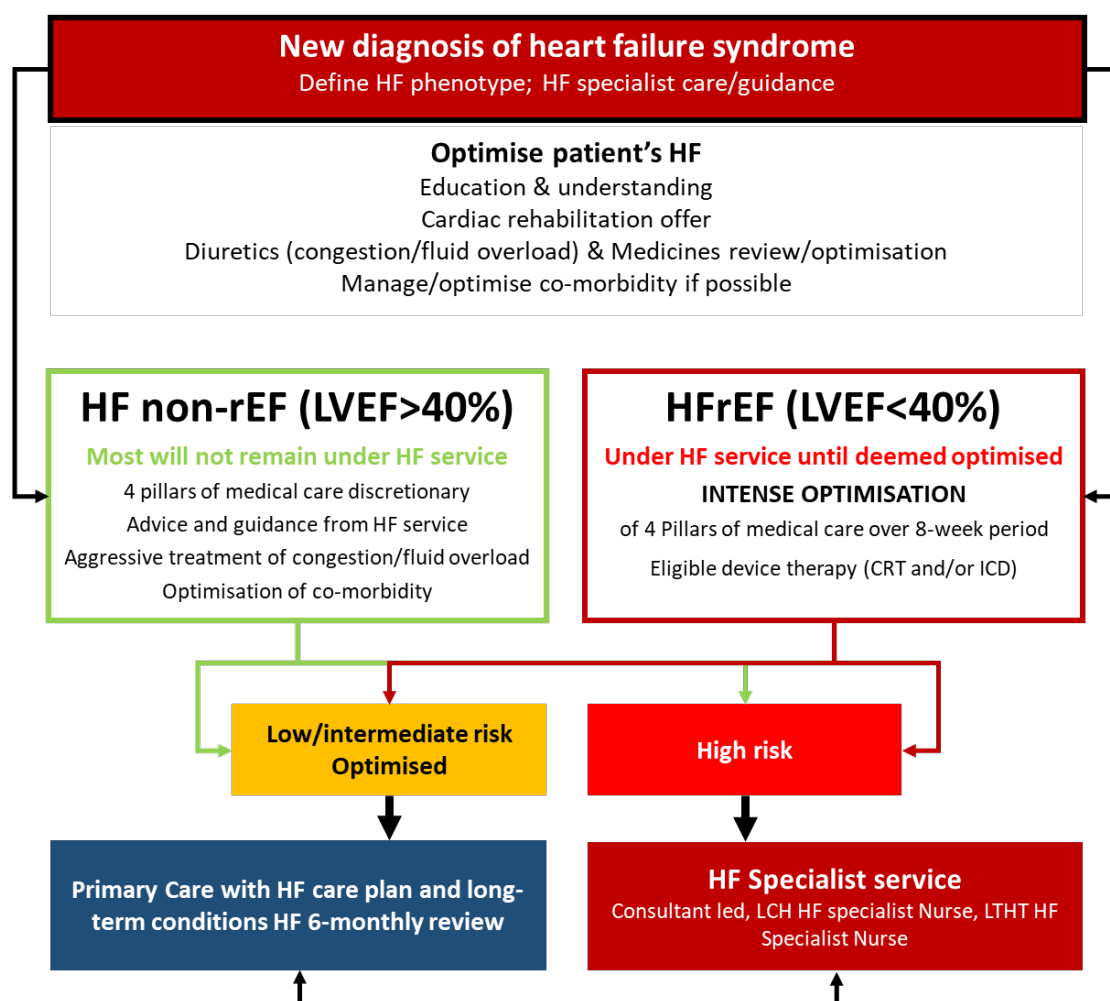 New diagnosis of heart failure syndrome
Define HF phenotype; HF specialist care/guidance
Optimise patient's HF
Education & understanding
Cardiac rehabilitation offer
Diuretics (congestion/fluid overload) & Medicines review/optimisation
Manage/optimise co-morbidity if possible
HF non-rEF (LVEF>40%)
Most will not remain under HF service
4 pillars of medical care discretionary
Advice and guidance from HF service
Aggressive treatment of congestion/fluid overload
Optimisation of co-morbidity
HFrEF (LVEF<40%)
Under HF service until deemed optimised
INTENSE OPTIMISATION
of 4 Pillars of medical care over 8-week period
Eligible device therapy (CRT and/or ICD)
Low/intermediate risk
Optimised
High risk
Primary Care with HF care plan and long-
term conditions HF 6-monthly review
HF Specialist service
Consultant led, LCH HF specialist Nurse, LTHT HF
Specialist Nurse